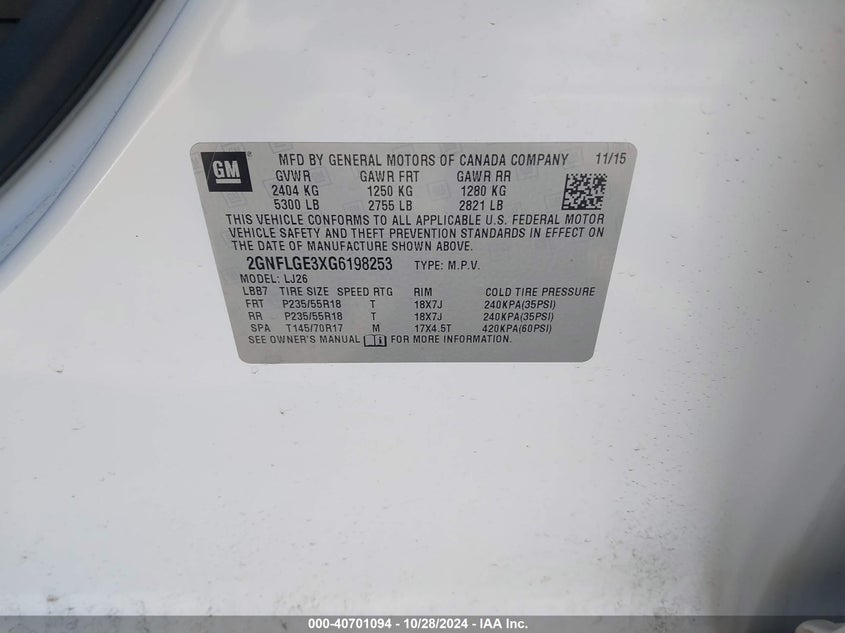 GM
MFD BY GENERAL MOTORS OF CANADA COMPANY 11/15
GVWR GAWR FRT GAWR RR
2404 KG 1250 KG 1280 KG
5300 LB 2755 LB 2821 LB
THIS VEHICLE CONFORMS TO ALL APPLICABLE U.S. FEDERAL MOTOR
VEHICLE SAFETY AND THEFT PREVENTION STANDARDS IN EFFECT ON
THE DATE OF MANUFACTURE SHOWN ABOVE.
2GNFLGE3XG6198253 TYPE: M.P.V.
MODEL: LJ26
LBB7 TIRE SIZE SPEED RTG RIM COLD TIRE PRESSURE
FRT P235/55R18 T 18X7J 240KPA(35PSI)
RR P235/55R18 T 18X7J 240KPA(35PSI)
SPA T145/70R17 M 17X4.5T 420KPA(60PSI)
SEE OWNER'S MANUAL FOR MORE INFORMATION.
000-40701094 - 10/28/2024 - IAA Inc.